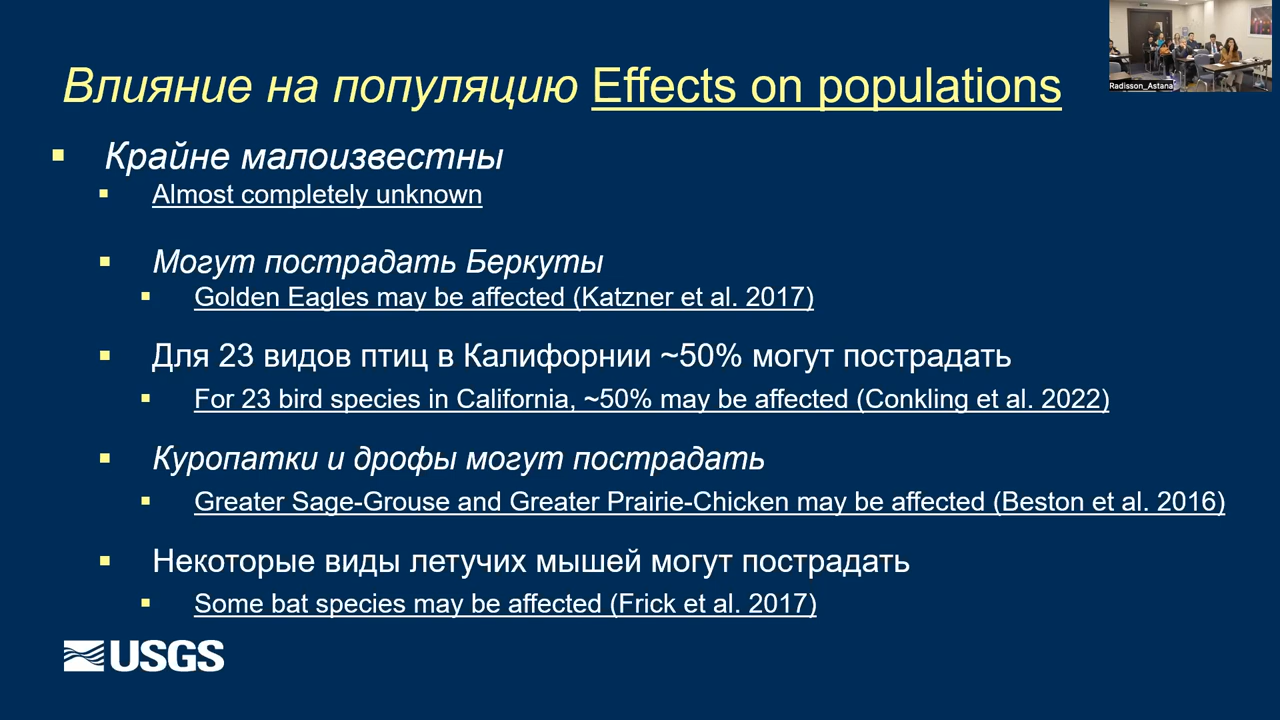 Влияние на популяцию Effects on populations
Radisson_Astana
▪ Крайне малоизвестны
▪ Almost completely unknown
▪ Могут пострадать Беркуты
▪ Golden Eagles may be affected (Katzner et al. 2017)
▪ Для 23 видов птиц в Калифорнии ~50% могут пострадать
▪ For 23 bird species in California, ~50% may be affected (Conkling et al. 2022)
▪ Куропатки и дрофы могут пострадать
▪ Greater Sage-Grouse and Greater Prairie-Chicken may be affected (Beston et al. 2016)
▪ Некоторые виды летучих мышей могут пострадать
▪ Some bat species may be affected (Frick et al. 2017)
USGS